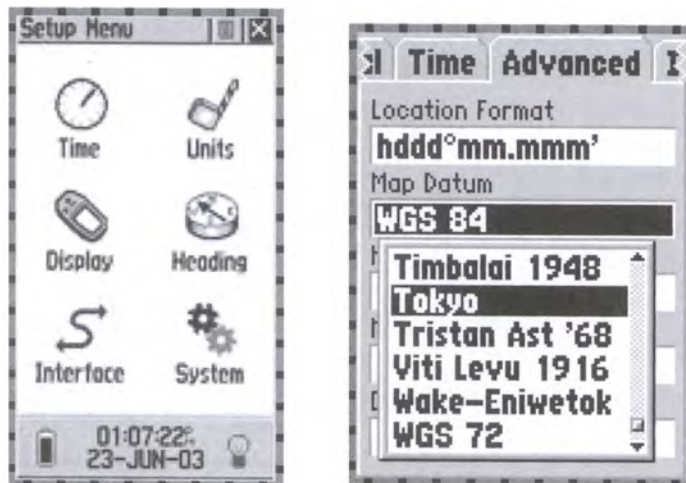 Setup Menu
Time
Units
Display
Heading
Interface
System
01:07:22
23-JUN-03
Time
Advanced
Location Format
hddd°mm.mmm'
Map Datum
WGS 84
Timbalai 1948
Tokyo
Tristan Ast '68
Viti Levu 1916
Wake-Eniwetok
WGS 72